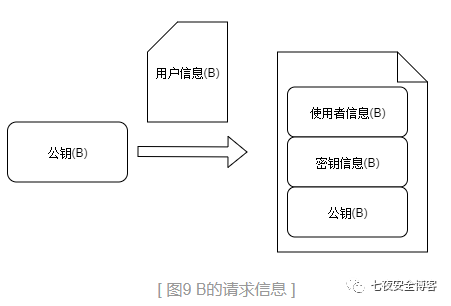 用户信息(B)
公钥(B)
使用者信息(B)
密钥信息(B)
公钥(B)
[ 图9 B的请求信息 ]
七夜安全博客